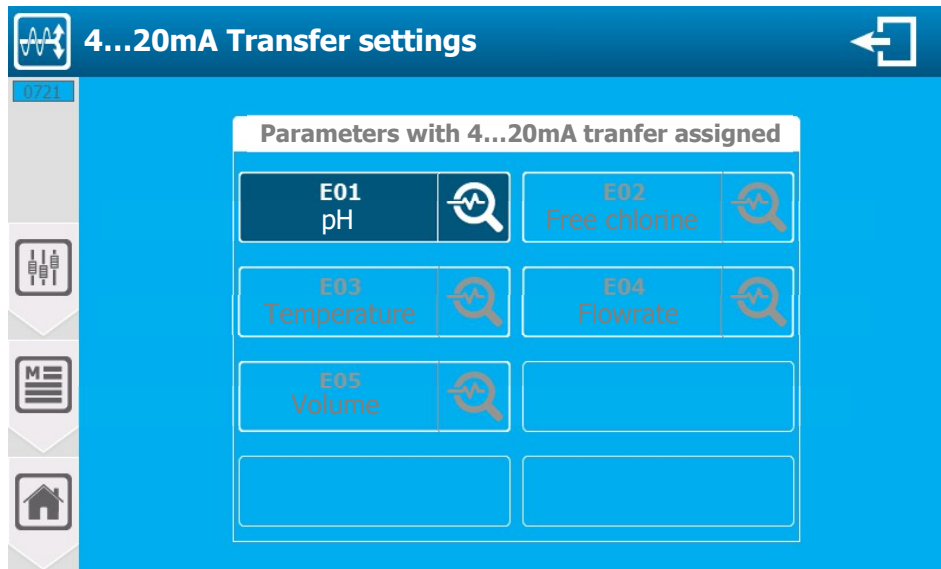 4...20mA Transfer settings
0721
Parameters with 4...20mA tranfer assigned
E01
pH
E02
Free chlorine
E03
Temperature
E04
Flowrate
E05
Volume
M